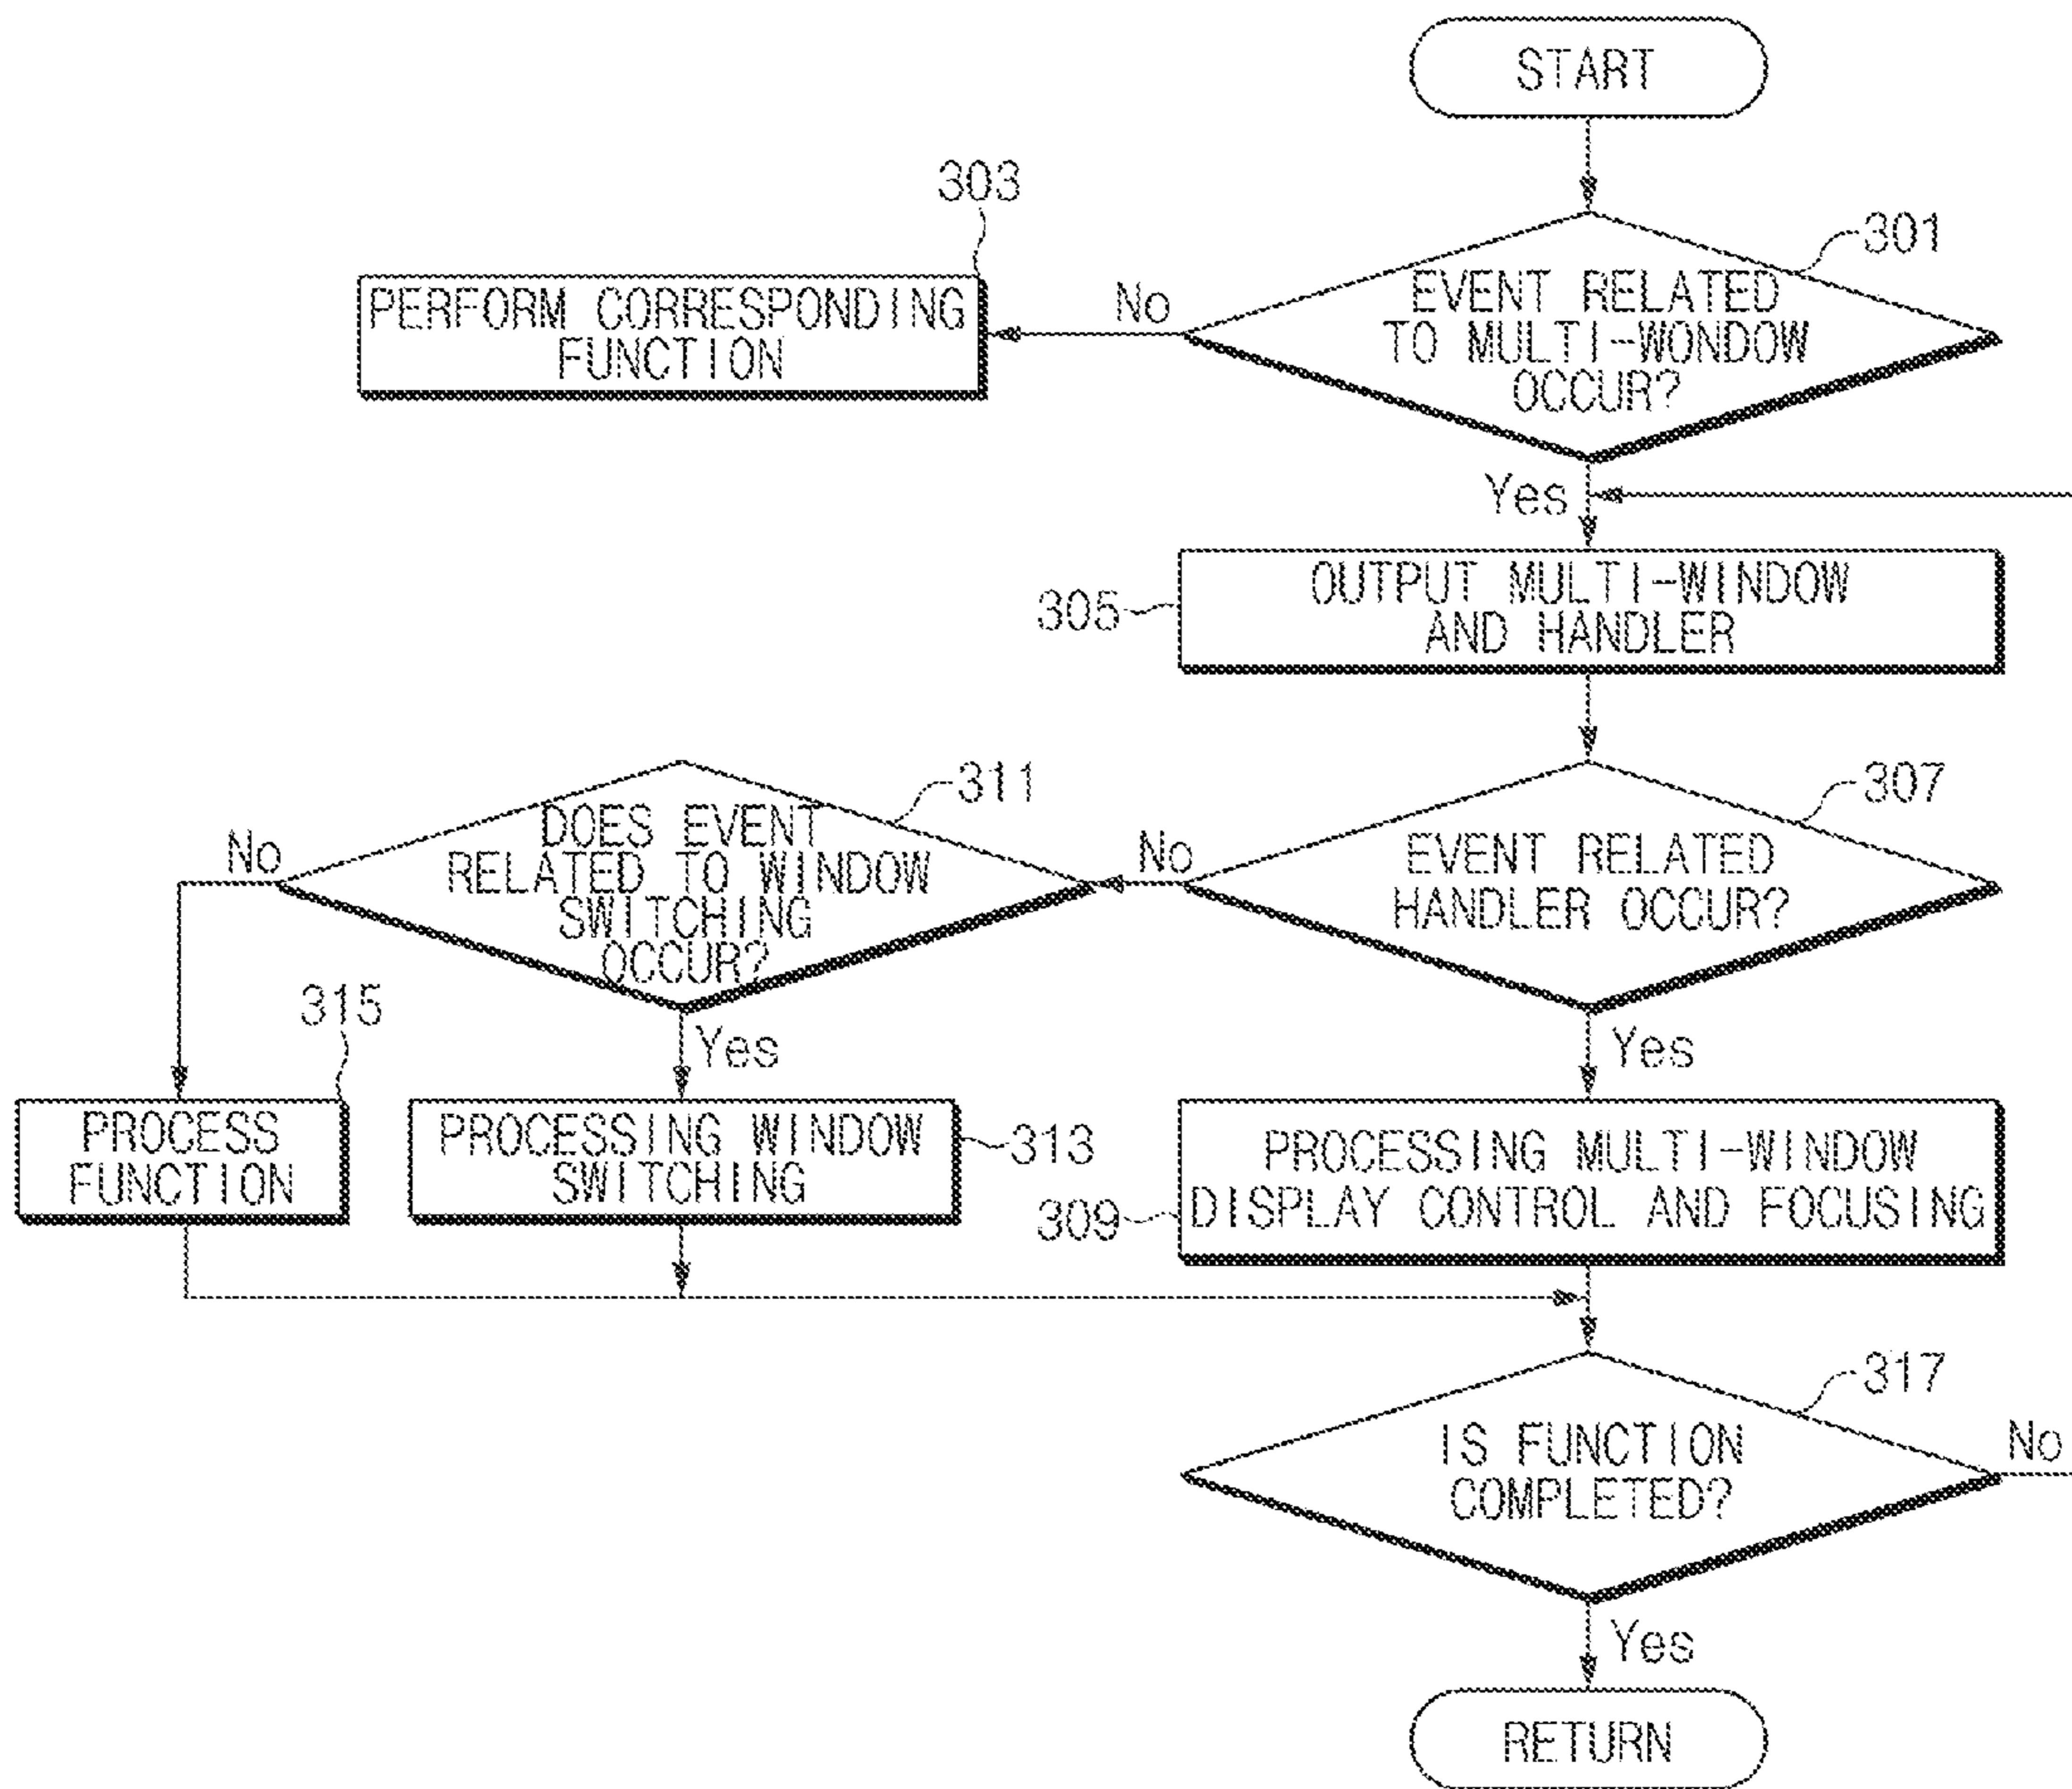 START
303
301
PERFORM CORRESPONDING
FUNCTION
No
EVENT RELATED
TO MULTI-WONDOW
OCCUR?
Yes
305
OUTPUT MULTI-WINDOW
AND HANDLER
311
307
No
DOES EVENT
RELATED TO WINDOW
SWITCHING
OCCUR?
No
EVENT RELATED
HANDLER OCCUR?
315
Yes
Yes
PROCESS
FUNCTION
PROCESSING WINDOW
SWITCHING
313
309
PROCESSING MULTI-WINDOW
DISPLAY CONTROL AND FOCUSING
317
IS FUNCTION
COMPLETED?
No
Yes
RETURN